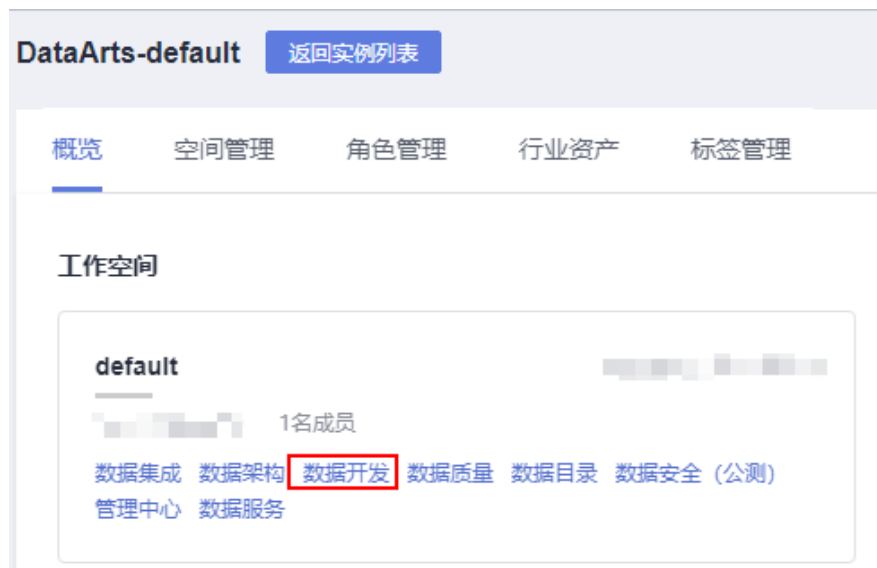 DataArts-default 返回实例列表
概览 空间管理 角色管理 行业资产 标签管理
工作空间
default
1名成员
数据集成 数据架构 数据开发 数据质量 数据目录 数据安全 (公测)
管理中心 数据服务